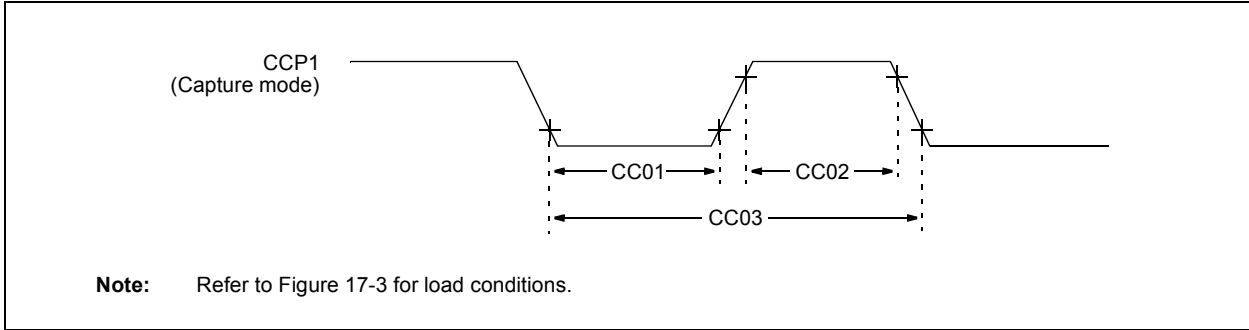 CCP1
(Capture mode)
CC01
CC02
CC03
Note: Refer to Figure 17-3 for load conditions.